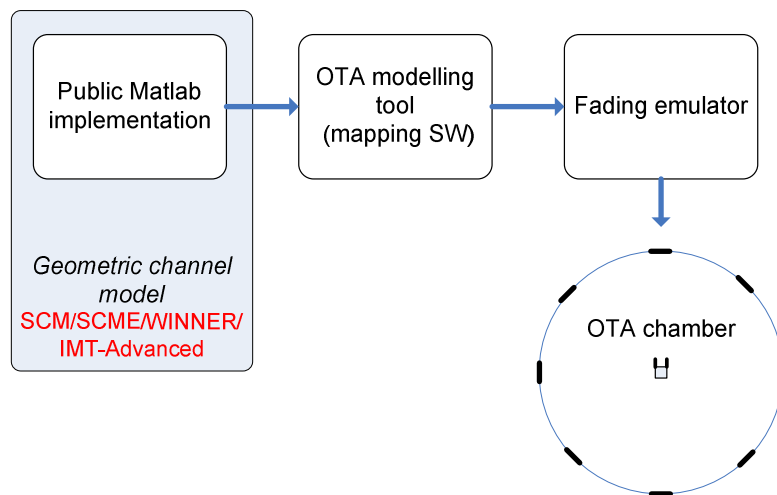 Public Matlab
implementation
OTA modelling
tool
(mapping SW)
Fading emulator
Geometric channel
model
SCM/SCME/WINNER/
IMT-Advanced
OTA chamber